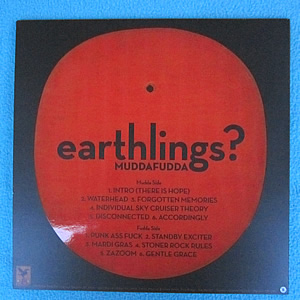 earthlings?
MUDDAFUDDA
Mudda Side
1. INTRO (THERE IS HOPE)
2. WATERHEAD 3. FORGOTTEN MEMORIES
4. INDIVIDUAL SKY CRUISER THEORY
5. DISCONNECTED 6. ACCORDINGLY
Fudda Side
1. PUNK ASS FUCK 2. STANDBY EXCITER
3. MARDI GRAS 4. STONER ROCK RULES
5. ZAZOOM 6. GENTLE GRACE